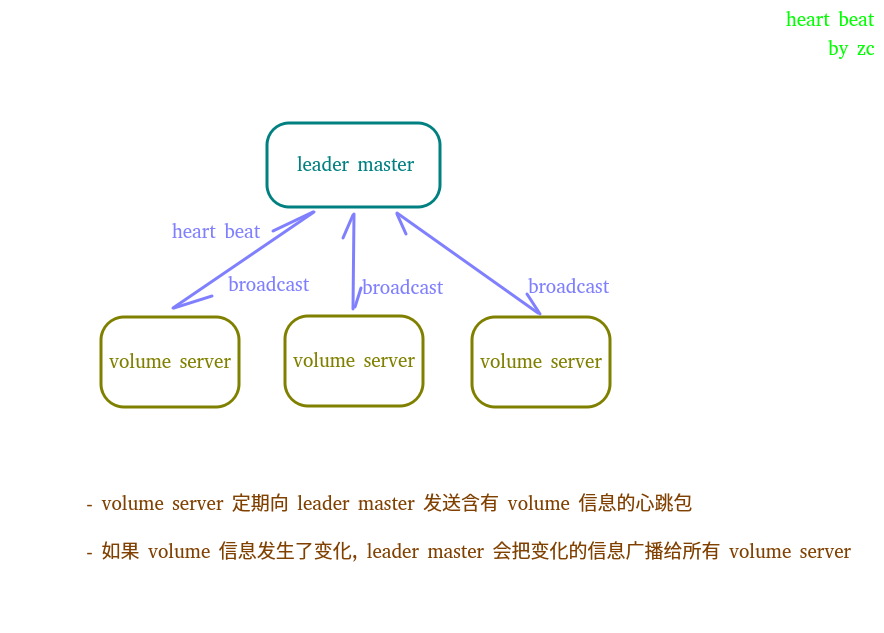 heart beat
by zc
leader master
heart beat
broadcast
broadcast
broadcast
volume server
volume server
volume server
- volume server 定期向 leader master 发送含有 volume 信息的心跳包
- 如果 volume 信息发生了变化, leader master 会把变化的信息广播给所有 volume server